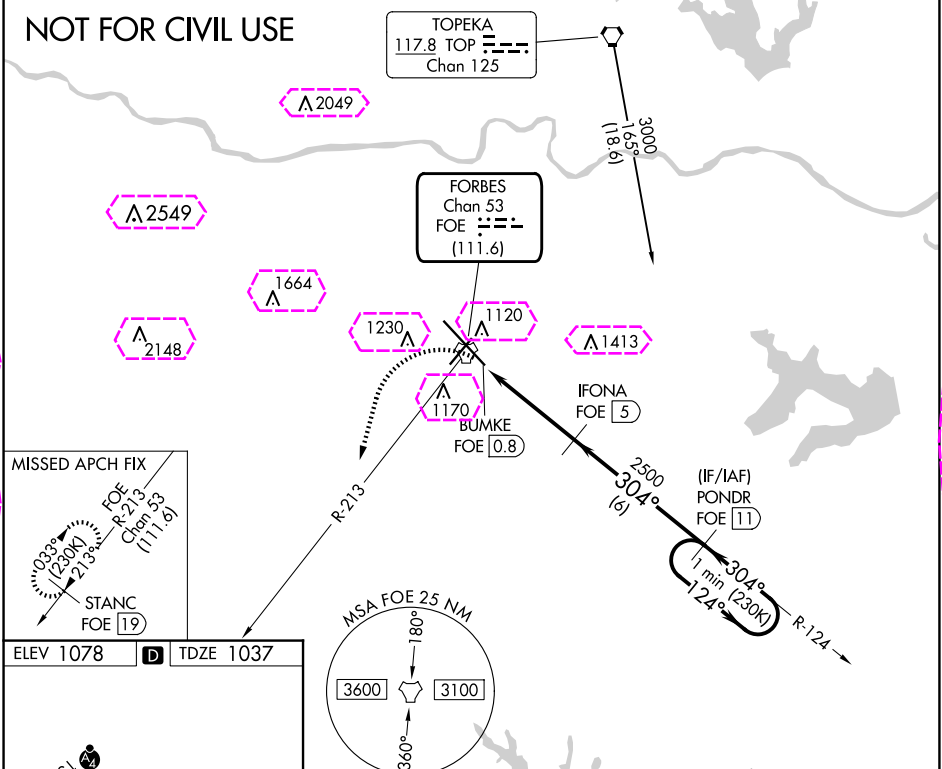 NOT FOR CIVIL USE
TOPEKA
117.8 TOP
Chan 125
2049
3000
165°
(18.6)
FORBES
Chan 53
FOE
(111.6)
2549
1664
2148
1230
1120
1413
1170
BUMKE
FOE 0.8
IFONA
FOE 5
2500
304°
(6)
(IF/IAF)
PONDR
FOE 11
304°
1 min (230K)
124°
R-124
R-213
MISSED APCH FIX
FOE
R-213
Chan 53
(111.6)
033°
(230K)
213°
STANC
FOE 19
MSA FOE 25 NM
180°
3600
3100
360°
ELEV 1078
D
TDZE 1037
A4